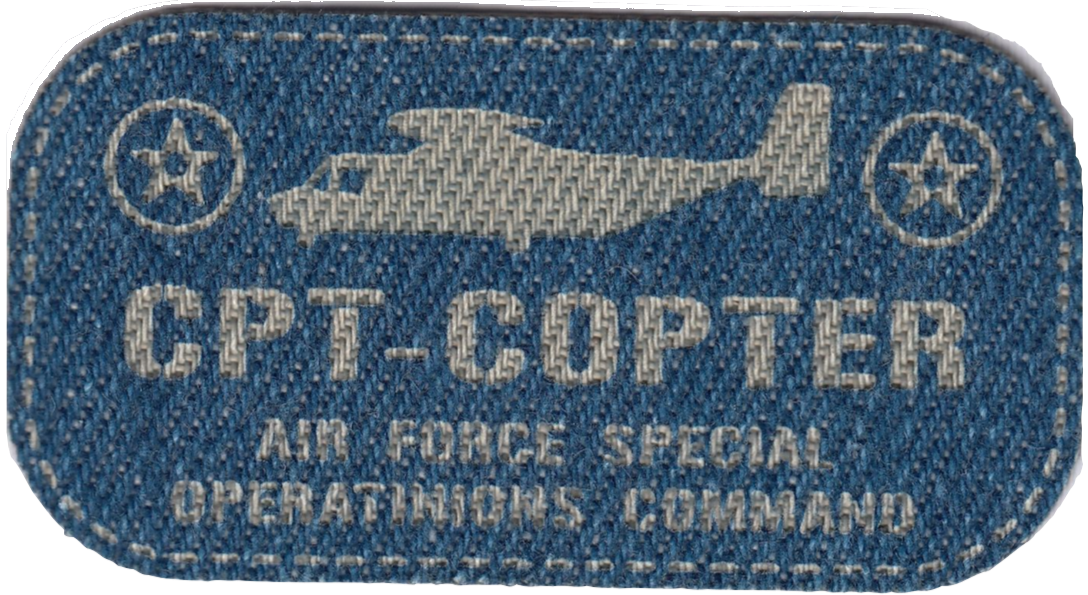 CPT-COPTER
AIR FORCE SPECIAL
OPERATINIONS COMMAND